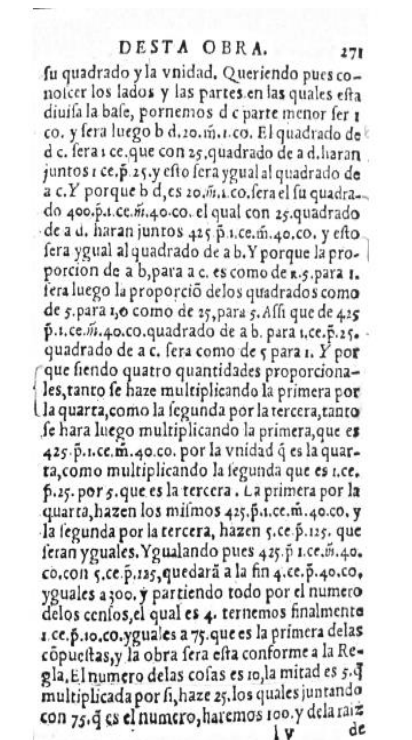 DESTA OBRA. 271
su quadrado y la vnidad. Queriendo pues co-
noscer los lados y las partes en las quales esta
diuisa la base, pornemos d c parte menor ser 1
co. y sera luego b d. 20.m̃.1.co. El quadrado de
d c. sera 1 ce. que con 25. quadrado de a d. haran
juntos 1 ce.p̃. 25. y esto sera ygual al quadrado de
a c. Y porque b d, es 20.m̃.1.co. sera el su quadra-
do 400.p̃.1.ce.m̃.40.co. el qual con 25. quadrado
de a d. haran juntos 425 p̃.1.ce.m̃.40.co. y esto
sera ygual al quadrado de a b. Y porque la pro-
porcion de a b, para a c. es como de r.5. para 1.
sera luego la proporciõ delos quadrados como
de 5. para 1, o como de 25, para 5. Assi que de 425
p̃.1.ce.m̃.40.co. quadrado de a b. para 1.ce.p̃.25.
quadrado de a c. sera como de 5 para 1. Y por
que siendo quatro quantidades proporciona-
les, tanto se haze multiplicando la primera por
la quarta, como la segunda por la tercera, tanto
se hara luego multiplicando la primera, que es
425.p̃.1.ce.m̃.40.co. por la vnidad q̃ es la quar-
ta, como multiplicando la segunda que es 1.ce.
p̃.25. por 5. que es la tercera. La primera por la
quarta, hazen los mismos 425.p̃.1.ce.m̃.40.co. y
la segunda por la tercera, hazen 5.ce.p̃.125. que
seran yguales. Ygualando pues 425.p̃ 1.ce.m̃.40.
co. con 5.ce.p̃.125, quedarã a la fin 4.ce.p̃.40.co,
yguales a 300. y partiendo todo por el numero
delos censos, el qual es 4. ternemos finalmente
1.ce.p̃.10.co. yguales a 75. que es la primera delas
cõpuestas, y la obra sera esta conforme a la Re-
gla. El numero delas cosas es 10, la mitad es 5. q̃
multiplicada por si, haze 25. los quales juntando
con 75. q̃ es el numero, haremos 100. y dela raiz
l y de